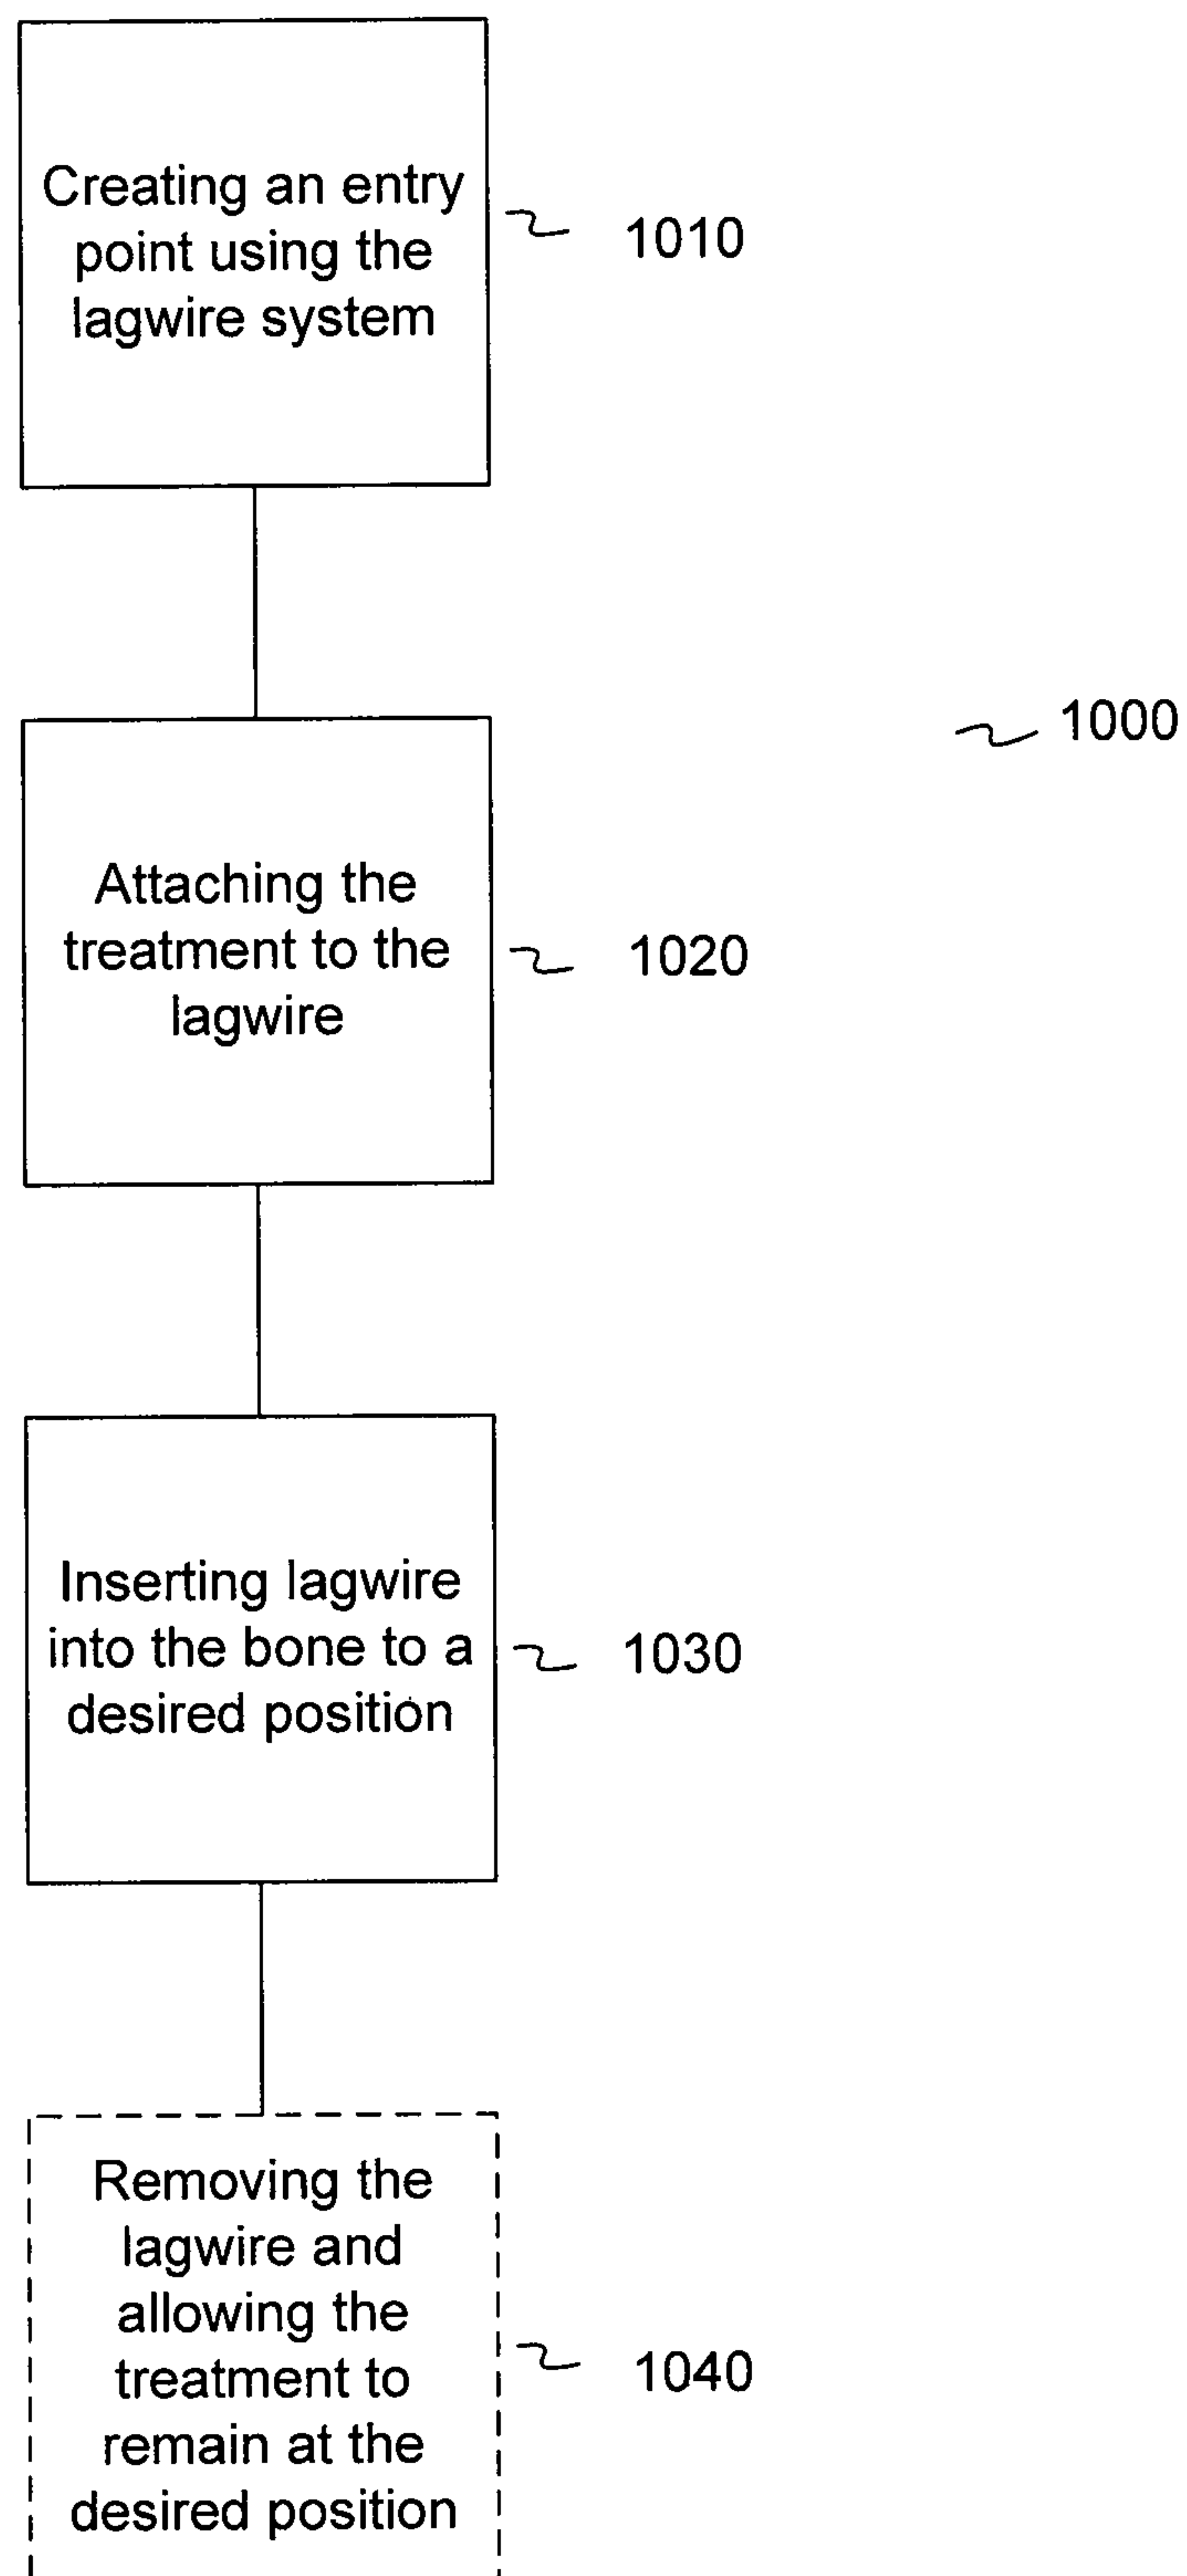 Creating an entry
point using the
lagwire system
1010
1000
Attaching the
treatment to the
lagwire
1020
Inserting lagwire
into the bone to a
desired position
1030
Removing the
lagwire and
allowing the
treatment to
remain at the
desired position
1040